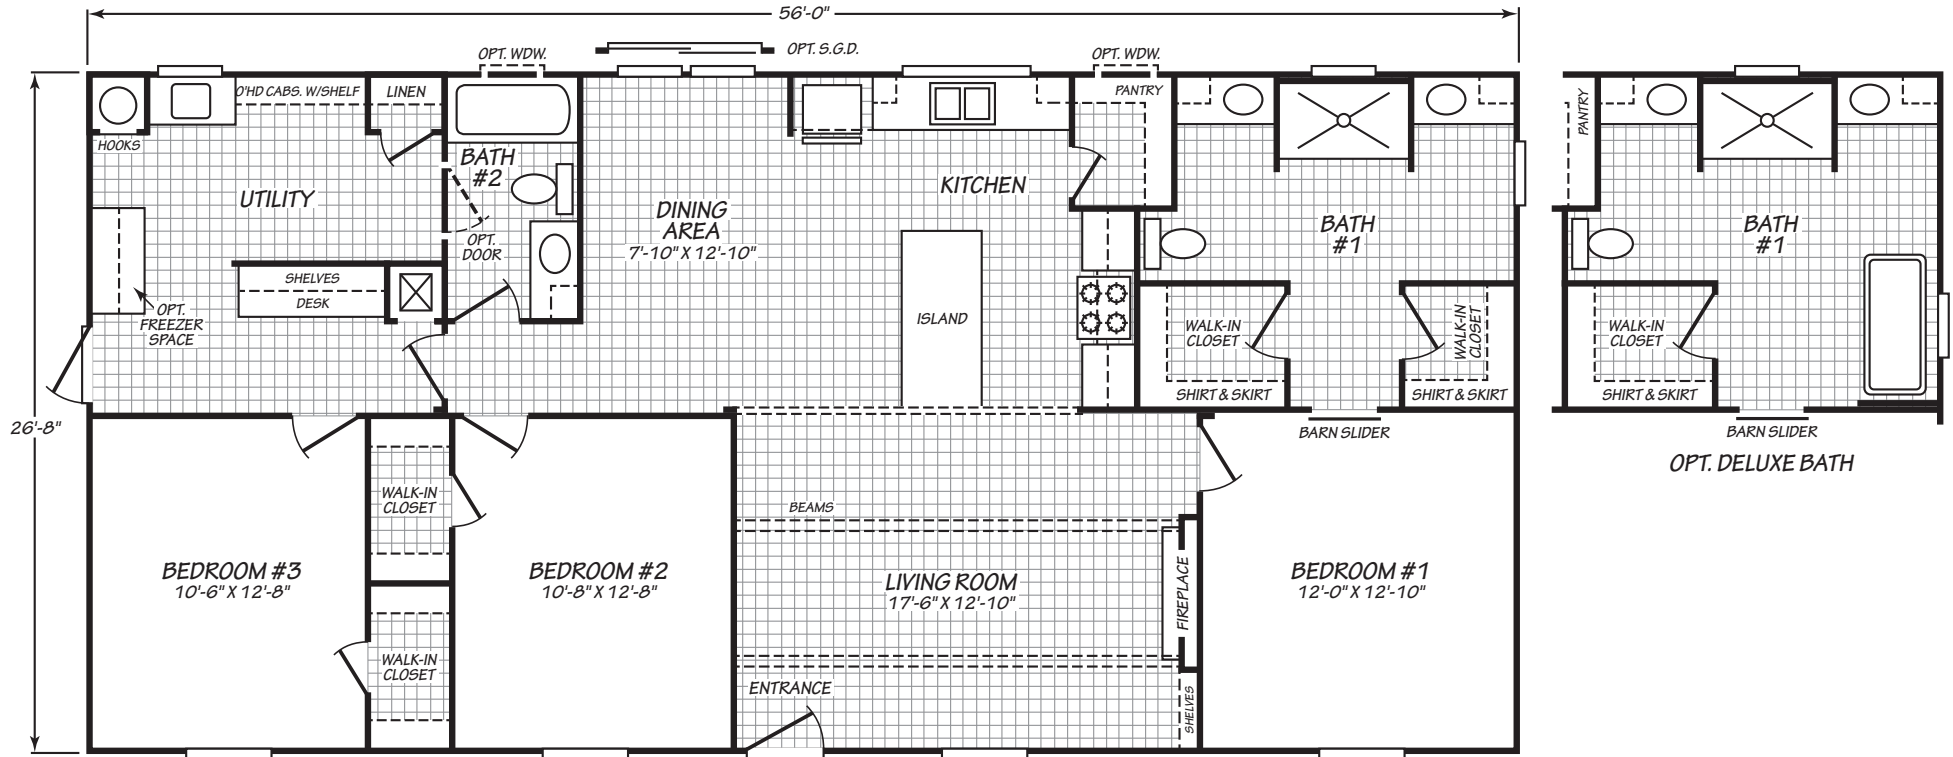 56'-0"
OPT. S.G.D.
OPT. WDW.
OPT. WDW.
O'HD CABS. W/SHELF
LINEN
PANTRY
PANTRY
HOOKS
BATH
#2
UTILITY
KITCHEN
DINING
AREA
7'-10" X 12'-10"
BATH
#1
BATH
#1
OPT.
DOOR
SHELVES
DESK
OPT.
FREEZER
SPACE
ISLAND
WALK-IN
CLOSET
WALK-IN
CLOSET
WALK-IN
CLOSET
SHIRT & SKIRT
SHIRT & SKIRT
SHIRT & SKIRT
26'-8"
BARN SLIDER
BARN SLIDER
OPT. DELUXE BATH
WALK-IN
CLOSET
BEAMS
BEDROOM #3
10'-6" X 12'-8"
BEDROOM #2
10'-8" X 12'-8"
LIVING ROOM
17'-6" X 12'-10"
FIREPLACE
BEDROOM #1
12'-0" X 12'-10"
WALK-IN
CLOSET
ENTRANCE
SHELVES